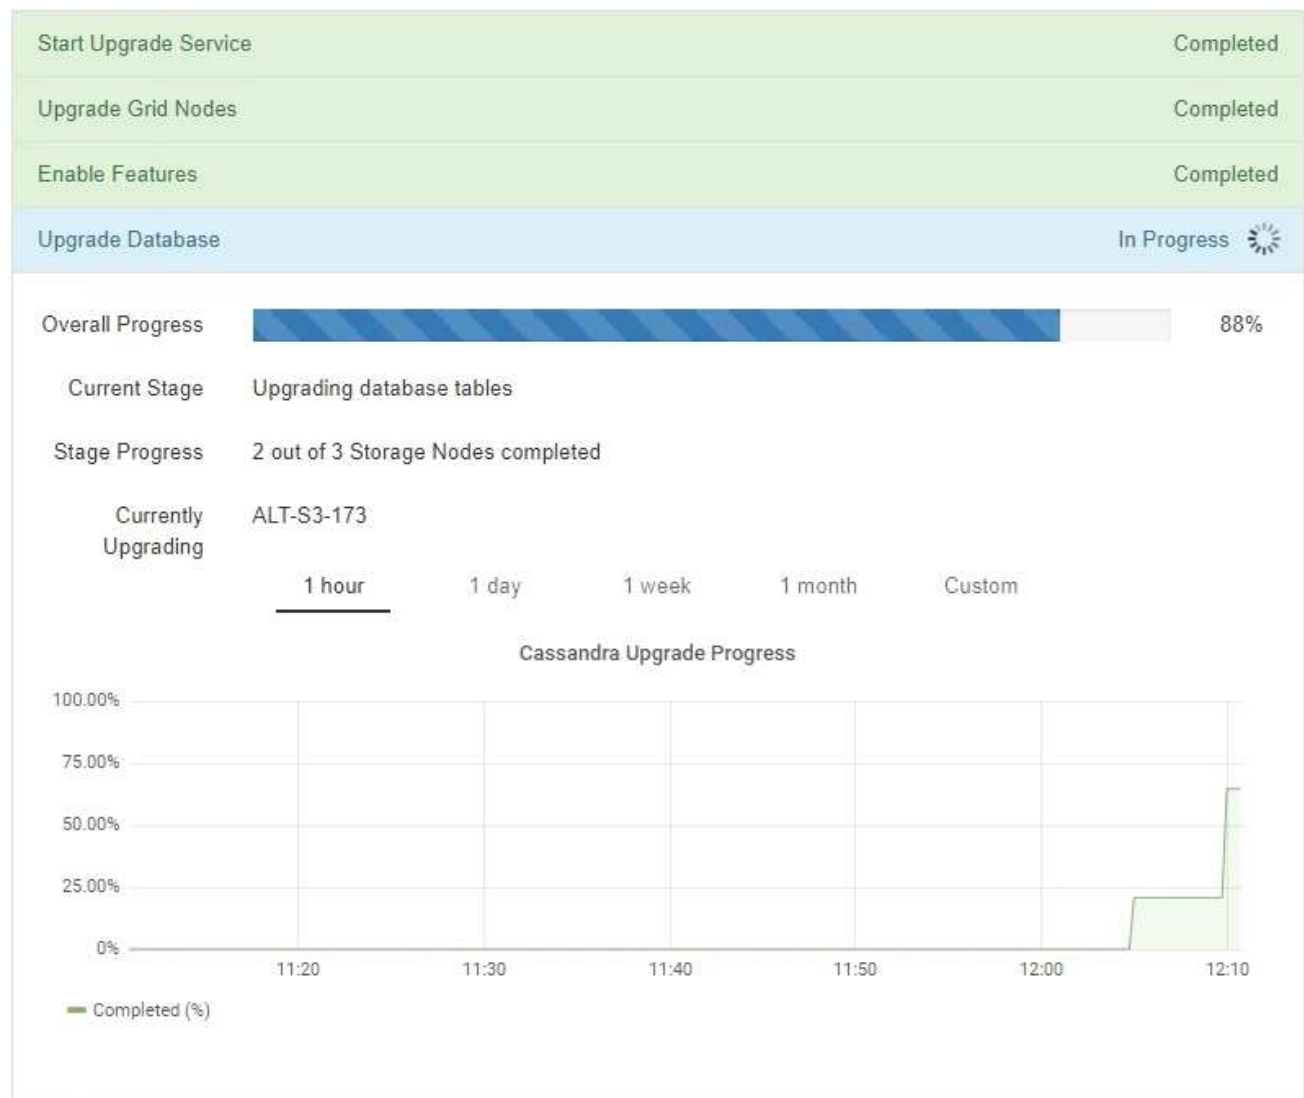 Start Upgrade Service Completed
Upgrade Grid Nodes Completed
Enable Features Completed
Upgrade Database In Progress
Overall Progress 88%
Current Stage Upgrading database tables
Stage Progress 2 out of 3 Storage Nodes completed
Currently Upgrading ALT-S3-173
1 hour 1 day 1 week 1 month Custom
Cassandra Upgrade Progress
100.00%
75.00%
50.00%
25.00%
0%
11:20 11:30 11:40 11:50 12:00 12:10
Completed (%)